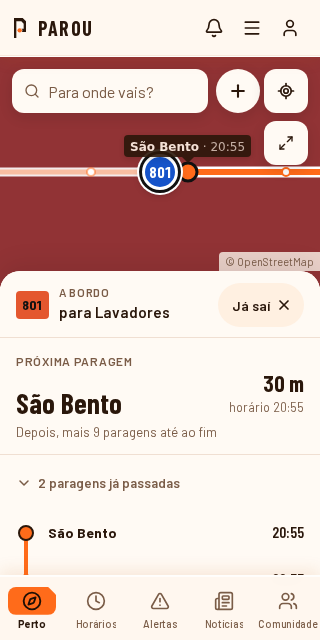 PAROU
Para onde vais?
São Bento · 20:55
801
© OpenStreetMap
801
A BORDO
para Lavadores
Já saí
PRÓXIMA PARAGEM
São Bento
30 m
horário 20:55
Depois, mais 9 paragens até ao fim
2 paragens já passadas
São Bento
20:55
Perto
Horários
Alertas
Notícias
Comunidade